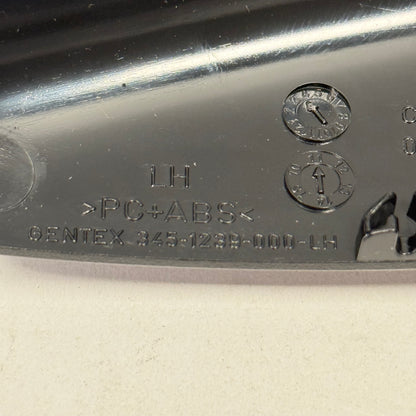 LH
>PC+ABS<
GENTEX 345-1239-000-LH